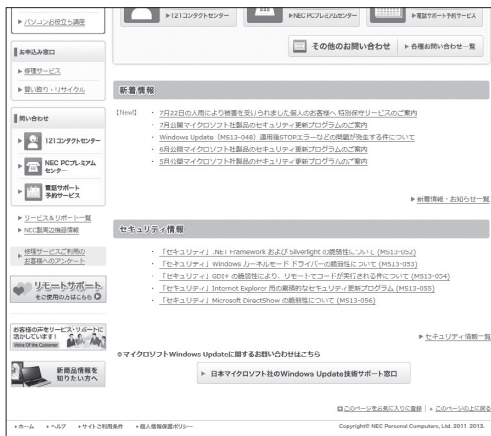 パソコンお役立ち講座
お申込み窓口
修理サービス
買い取り・リサイクル
問い合わせ
121コンタクトセンター
NEC PCプレミアム
センター
電話サポート
予約サービス
サービス&サポート一覧
NEC製周辺機器情報
修理サービスご利用の
お客様へのアンケート
リモートサポート
をご使用の方はこちら
お客様の声をサービス・サポートに
活かしています!
Voice Of the Customer
新商品情報を
知りたい方へ
121コンタクトセンター
NEC PCプレミアムセンター
電話サポート予約サービス
その他のお問い合わせ
各種お問い合わせ一覧
新着情報
【New!】 ・ 7月22日の大雨により被害を受けられました個人のお客様へ 特別保守サービスのご案内
・ 7月公開マイクロソフト社製品のセキュリティ更新プログラムのご案内
・ Windows Update（MS13-048）適用後STOPエラーなどの問題が発生する件について
・ 6月公開マイクロソフト社製品のセキュリティ更新プログラムのご案内
・ 5月公開マイクロソフト社製品のセキュリティ更新プログラムのご案内
新着情報・お知らせ一覧
セキュリティ情報
・ 「セキュリティ」.NET Framework および Silverlight の脆弱性について (MS13-052)
・ 「セキュリティ」Windows カーネルモード ドライバーの脆弱性について (MS13-053)
・ 「セキュリティ」GDI+ の脆弱性により、リモートでコードが実行される件について (MS13-054)
・ 「セキュリティ」Internet Explorer 用の累積的なセキュリティ更新プログラム (MS13-055)
・ 「セキュリティ」Microsoft DirectShow の脆弱性について (MS13-056)
セキュリティ情報一覧
※マイクロソフトWindows Updateに関するお問い合わせはこちら
日本マイクロソフト社のWindows Update技術サポート窓口
このページをお気に入りに登録 | このページの上に戻る
ホーム ヘルプ サイトご利用条件 個人情報保護ポリシー
Copyright© NEC Personal Computers, Ltd. 2011 2013.